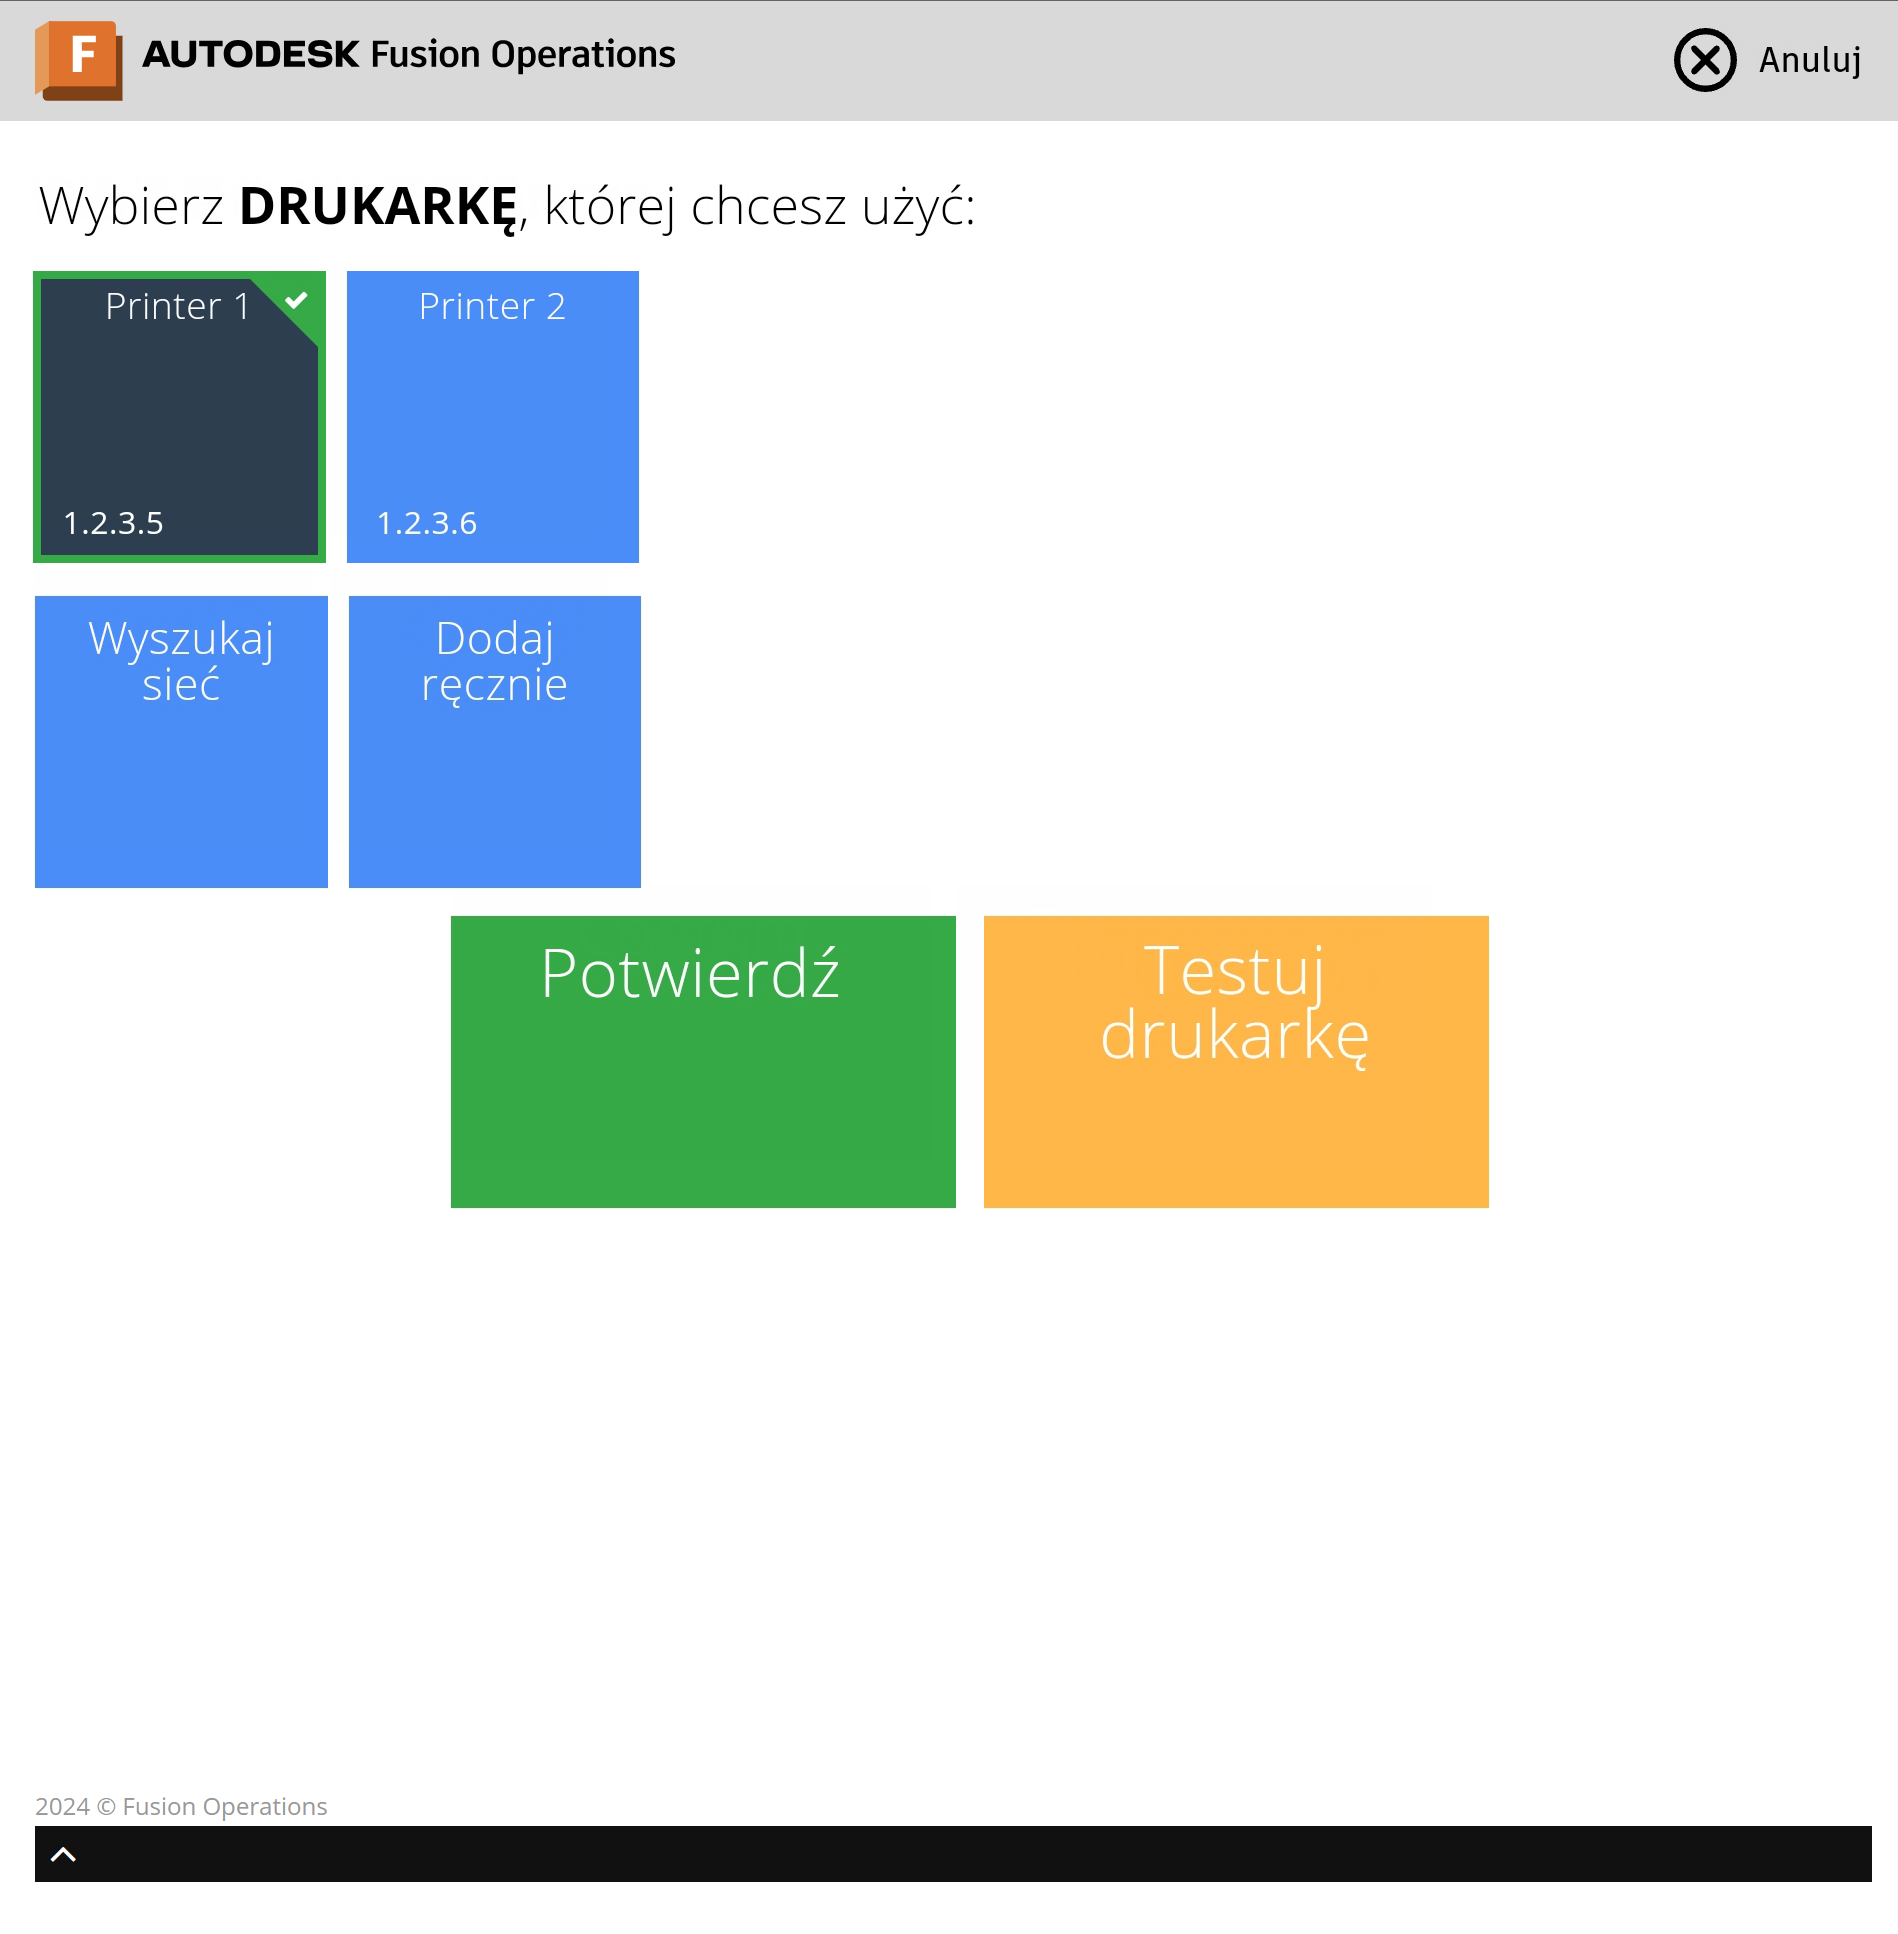 F AUTODESK Fusion Operations
Anuluj
Wybierz DRUKARKĘ, której chcesz użyć:
Printer 1
1.2.3.5
Printer 2
1.2.3.6
Wyszukaj
sieć
Dodaj
ręcznie
Potwierdź
Testuj
drukarkę
2024 © Fusion Operations